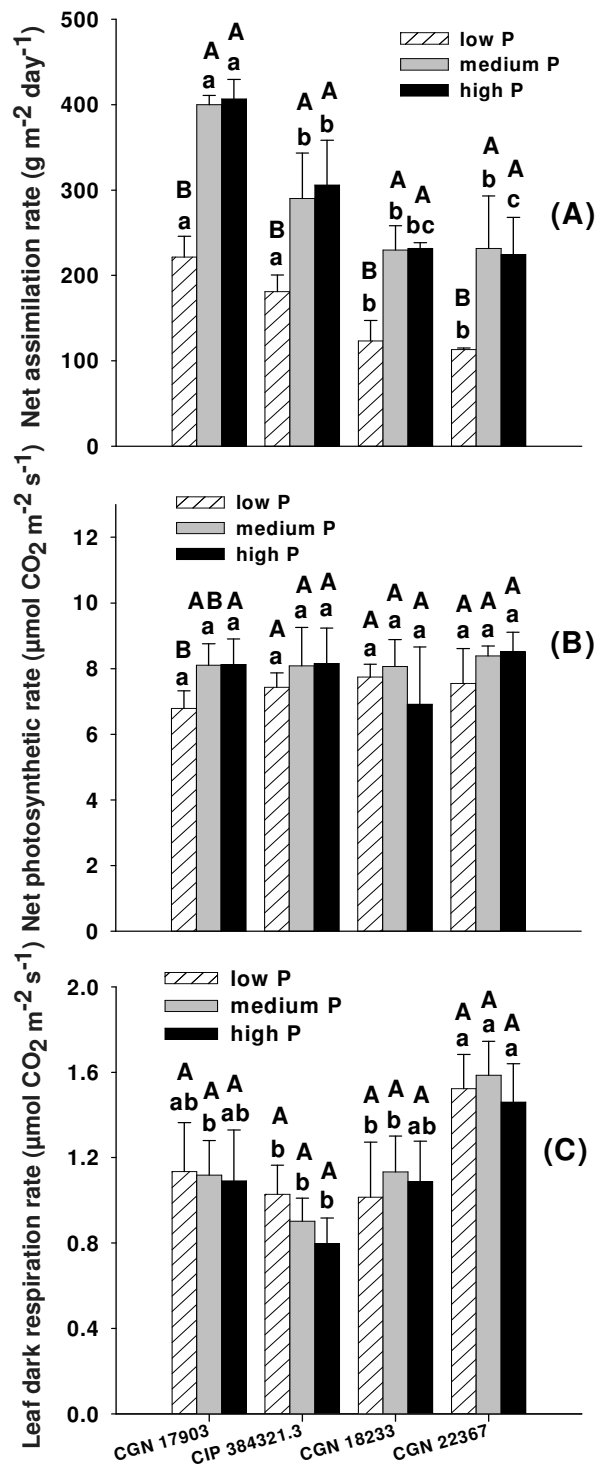 Net assimilation rate (g m-2 day-1)
500
400
300
200
100
0
low P
medium P
high P
B
a
A
a
A
a
B
a
A
b
A
b
B
b
A
b
A
bc
B
b
A
b
A
c
(A)
Net photosynthetic rate (µmol CO2 m-2 s-1)
12
10
8
6
4
2
0
low P
medium P
high P
B
a
AB
a
A
a
A
a
A
a
A
a
A
a
A
a
A
a
A
a
A
a
A
a
(B)
Leaf dark respiration rate (µmol CO2 m-2 s-1)
2.0
1.6
1.2
0.8
0.4
0.0
low P
medium P
high P
A
ab
A
b
A
ab
A
b
A
b
A
b
A
b
A
b
A
ab
A
a
A
a
A
a
(C)
CGN 17903
CIP 384321.3
CGN 18233
CGN 22367